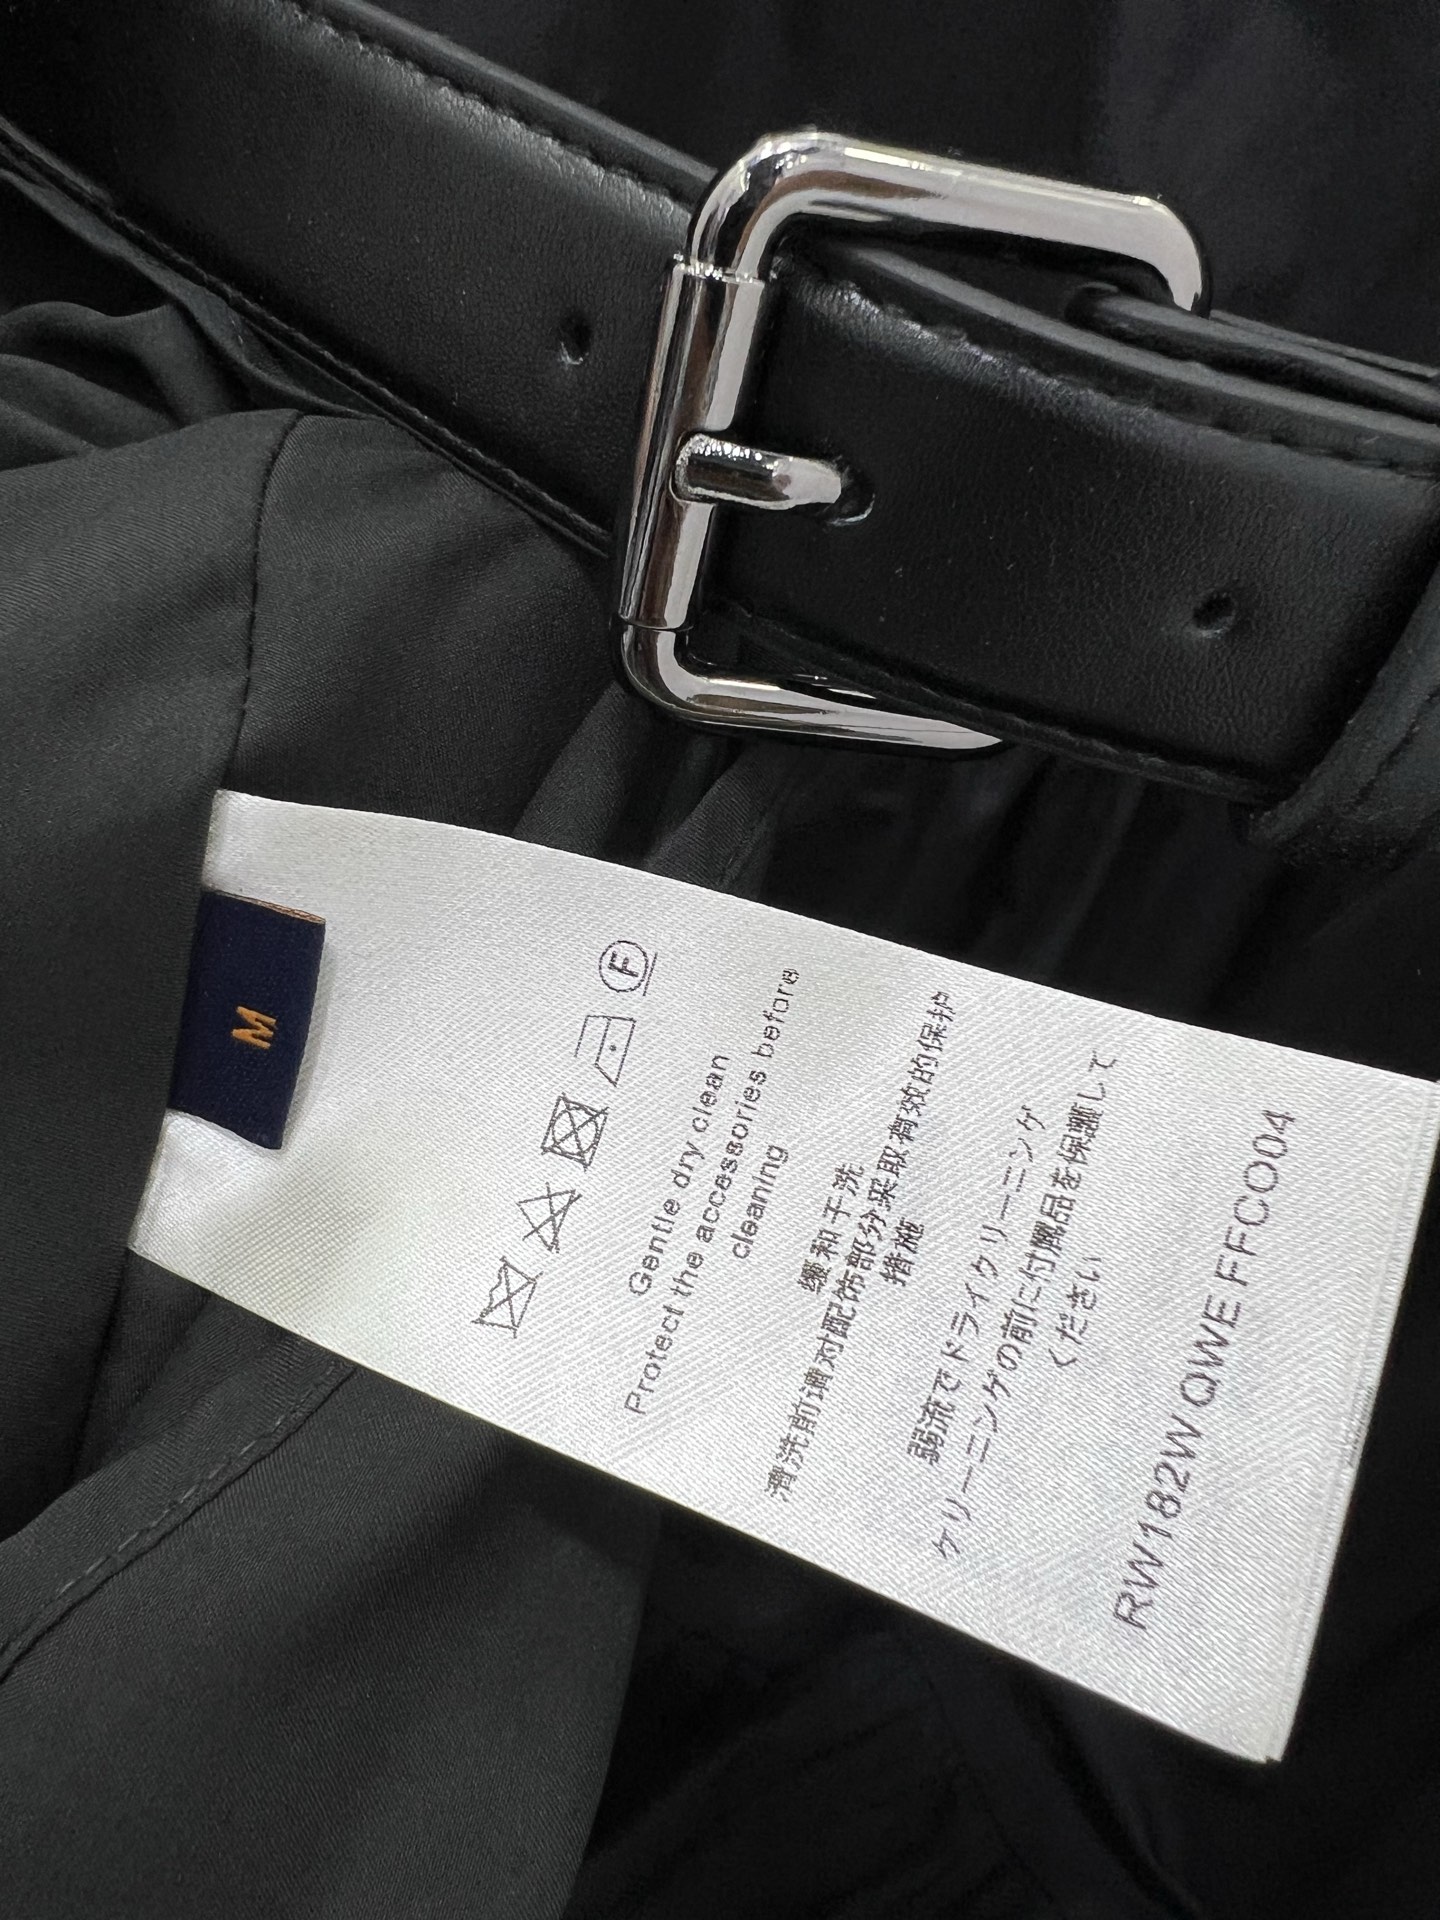 M
F
Gentle dry clean
Protect the accessories before
cleaning
缓和干洗
清洗前请对配饰部分采取高效的保护
措施
弱流でドライクリーニング
クリーニングの前に付属品を保護して
ください
RW182W QWE FFCO04